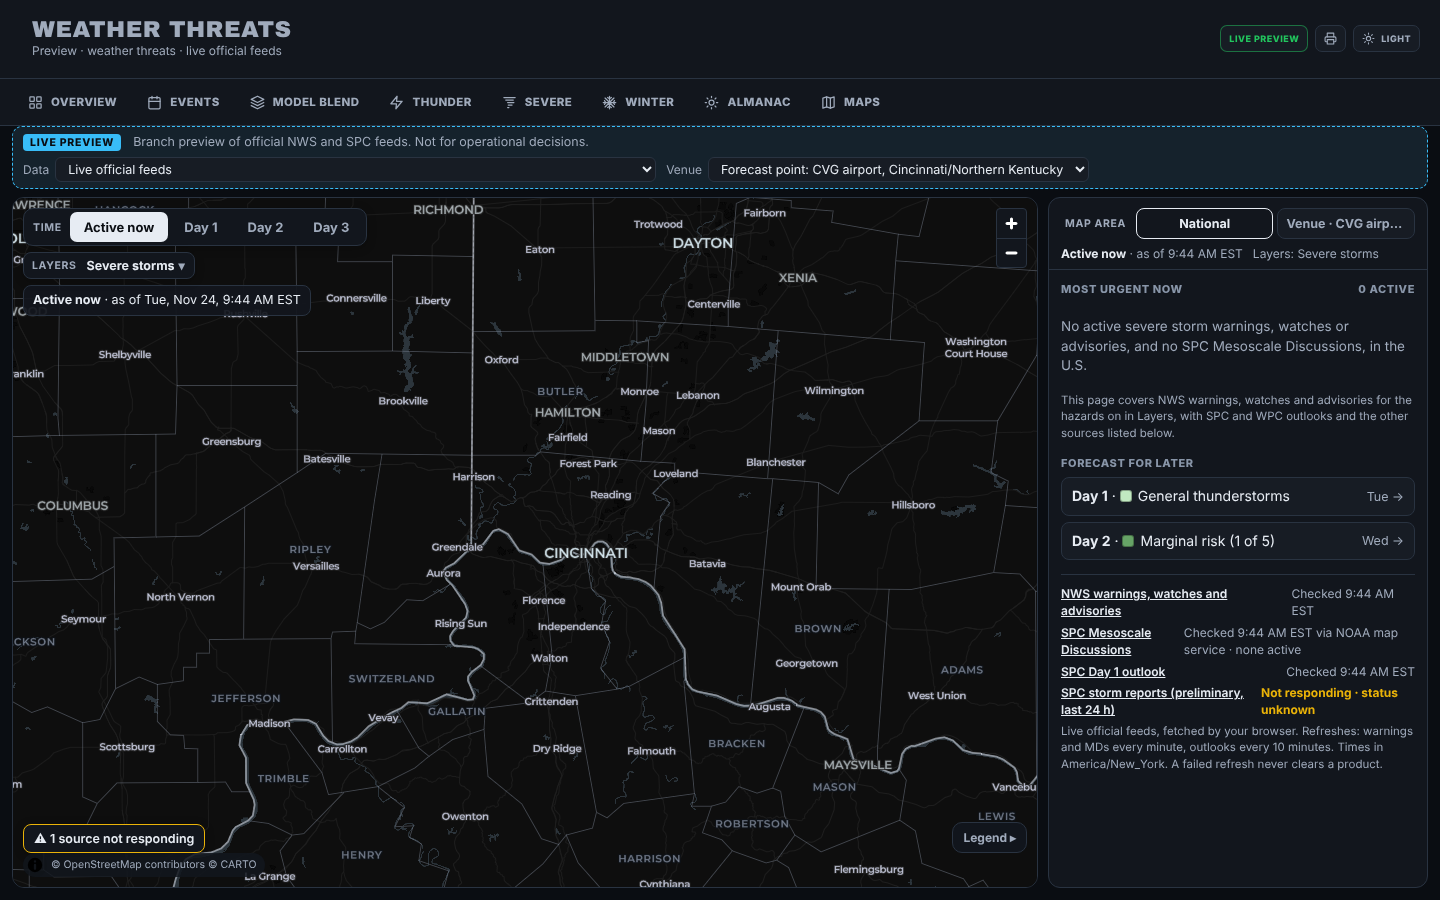 WEATHER THREATS
Preview · weather threats · live official feeds
LIVE PREVIEW
LIGHT
OVERVIEW
EVENTS
MODEL BLEND
THUNDER
SEVERE
WINTER
ALMANAC
MAPS
LIVE PREVIEW Branch preview of official NWS and SPC feeds. Not for operational decisions.
Data Live official feeds Venue Forecast point: CVG airport, Cincinnati/Northern Kentucky
TIME Active now Day 1 Day 2 Day 3
LAYERS Severe storms ▾
Active now · as of Tue, Nov 24, 9:44 AM EST
+
−
RICHMOND
Trotwood
Fairborn
DAYTON
Eaton
XENIA
Connersville
Liberty
Centerville
Shelbyville
Oxford
MIDDLETOWN
Washington
Court House
Brookville
BUTLER
Monroe
Lebanon
Wilmington
HAMILTON
Greensburg
Fairfield
Mason
Batesville
Harrison
Forest Park
Loveland
Blanchester
Reading
COLUMBUS
Hillsboro
RIPLEY
Versailles
Greendale
CINCINNATI
Batavia
Aurora
North Vernon
Florence
Mount Orab
Seymour
Rising Sun
Independence
BROWN
CKSON
Walton
Georgetown
ADAMS
SWITZERLAND
JEFFERSON
Crittenden
West Union
Madison
Vevay
GALLATIN
Augusta
Scottsburg
Carrollton
Dry Ridge
Falmouth
BRACKEN
TRIMBLE
MAYSVILLE
MASON
Vancebu
Owenton
ROBERTSON
LEWIS
HENRY
HARRISON
Flemingsburg
La Grange
Cynthiana
⚠ 1 source not responding
© OpenStreetMap contributors © CARTO
Legend ▸
MAP AREA National Venue · CVG airp...
Active now · as of 9:44 AM EST Layers: Severe storms
MOST URGENT NOW 0 ACTIVE
No active severe storm warnings, watches or
advisories, and no SPC Mesoscale Discussions, in the
U.S.
This page covers NWS warnings, watches and advisories for the
hazards on in Layers, with SPC and WPC outlooks and the other
sources listed below.
FORECAST FOR LATER
Day 1 · General thunderstorms Tue →
Day 2 · Marginal risk (1 of 5) Wed →
NWS warnings, watches and
advisories
Checked 9:44 AM
EST
SPC Mesoscale
Discussions
Checked 9:44 AM EST via NOAA map
service · none active
SPC Day 1 outlook Checked 9:44 AM EST
SPC storm reports (preliminary,
last 24 h)
Not responding · status
unknown
Live official feeds, fetched by your browser. Refreshes: warnings
and MDs every minute, outlooks every 10 minutes. Times in
America/New_York. A failed refresh never clears a product.